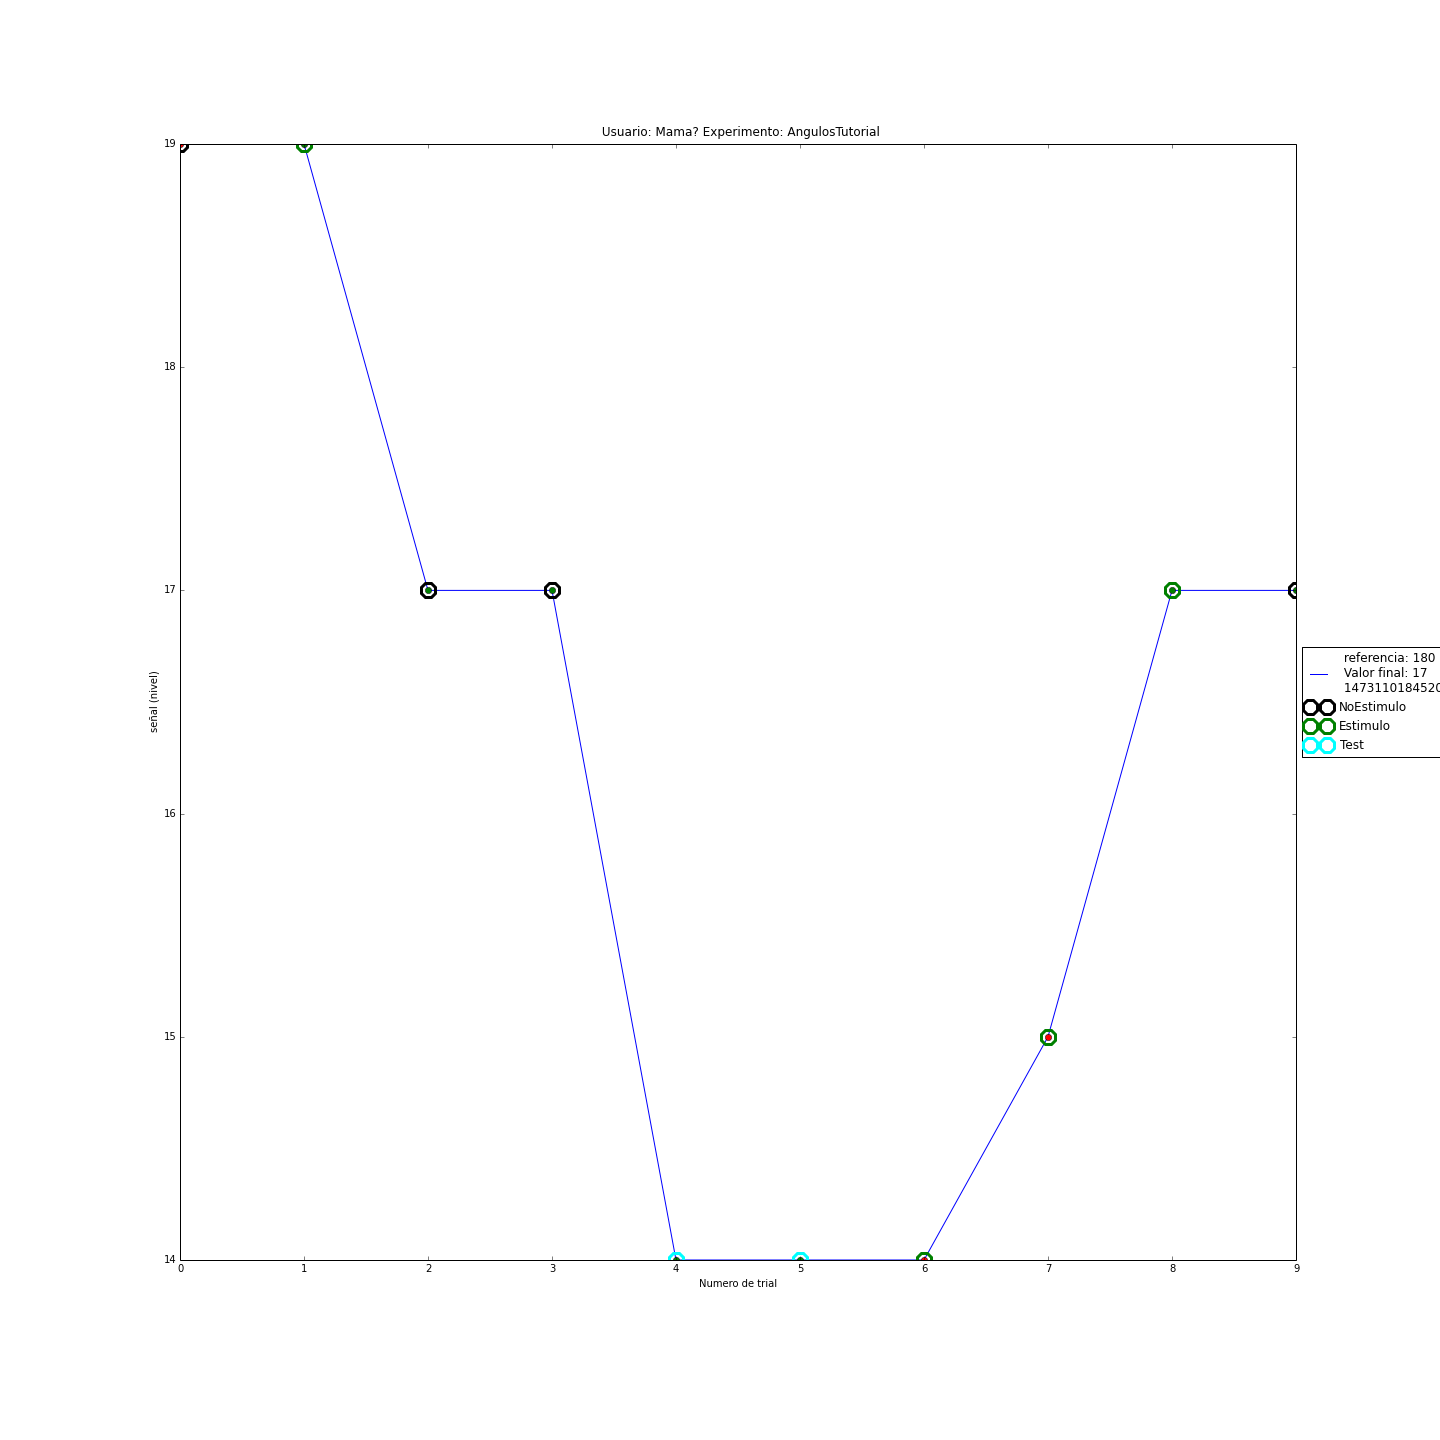 Usuario: Mama? Experimento: AngulosTutorial
19
18
17
16
15
14
señal (nivel)
0 1 2 3 4 5 6 7 8 9
Numero de trial
referencia: 180
Valor final: 17
1473110184520
NoEstimulo
Estimulo
Test